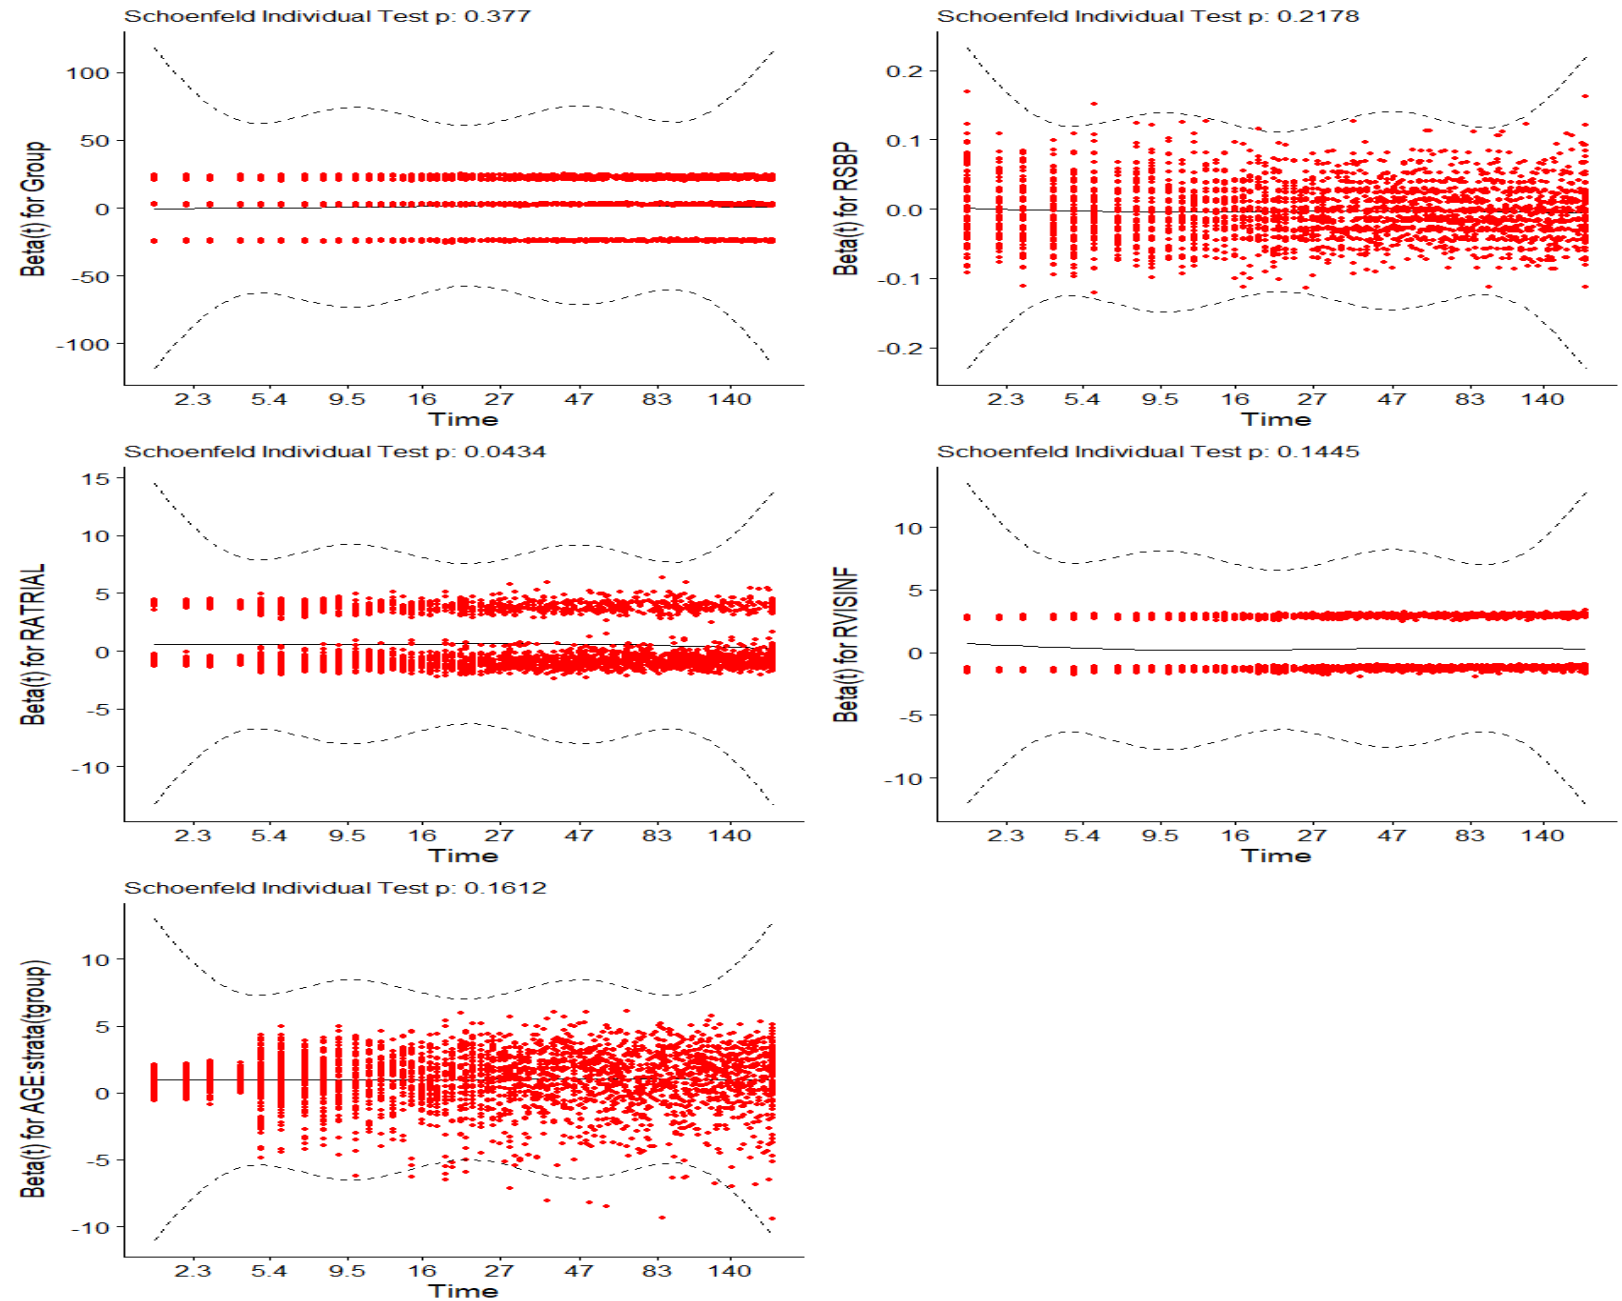 Schoenfeld Individual Test p: 0.377
100
50
0
-50
-100
Beta(t) for Group
2.3 5.4 9.5 16 27 47 83 140
Time
Schoenfeld Individual Test p: 0.2178
0.2
0.1
0.0
-0.1
-0.2
Beta(t) for RSBP
2.3 5.4 9.5 16 27 47 83 140
Time
Schoenfeld Individual Test p: 0.0434
15
10
5
0
-5
-10
Beta(t) for RATRIAL
2.3 5.4 9.5 16 27 47 83 140
Time
Schoenfeld Individual Test p: 0.1445
10
5
0
-5
-10
Beta(t) for RVISINF
2.3 5.4 9.5 16 27 47 83 140
Time
Schoenfeld Individual Test p: 0.1612
10
5
0
-5
-10
Beta(t) for AGE:strata(tgroup)
2.3 5.4 9.5 16 27 47 83 140
Time